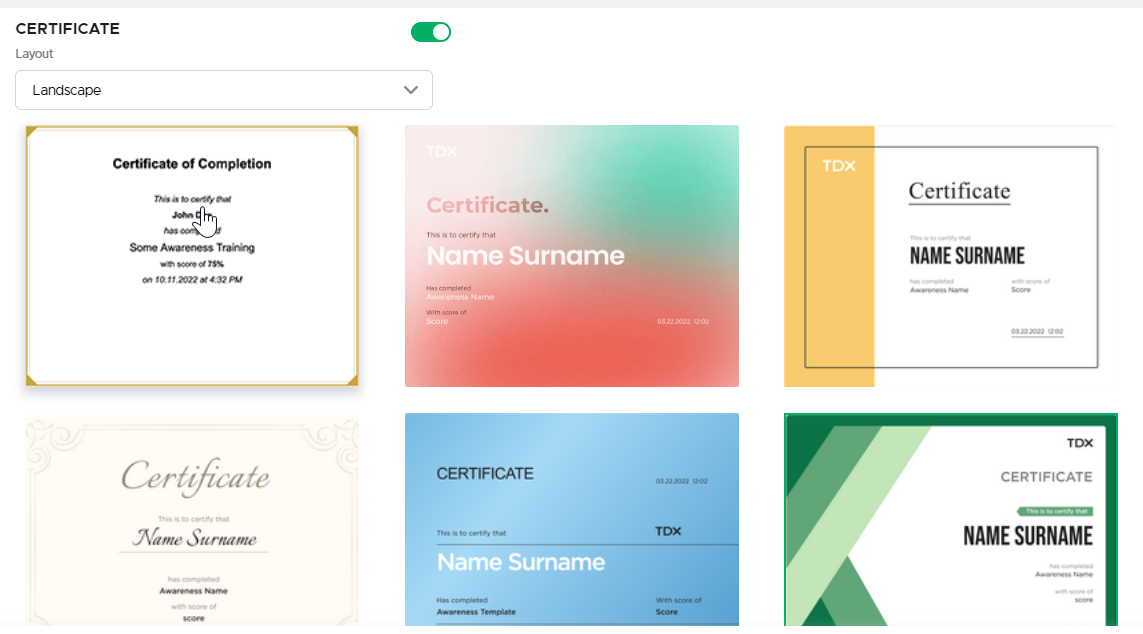 CERTIFICATE
Layout
Landscape
Certificate of Completion
This is to certify that
John
has
Some Awareness Training
with score of 75%
on 10.11.2022 at 4:32 PM
TDX
Certificate.
This is to certify that
Name Surname
Has completed
Awareness Name
With score of
Score
03.22.2022 12:02
TDX
Certificate
This is to certify that
NAME SURNAME
has completed
Awareness Name
with score of
Score
03.22.2022 12:02
Certificate
This is to certify that
Name Surname
has completed
Awareness Name
with score of
score
CERTIFICATE
03.22.2022 12:02
This is to certify that
TDX
Name Surname
Has completed
Awareness Template
With score of
Score
TDX
CERTIFICATE
This is to certify that
NAME SURNAME
has completed
Awareness Name
with score of
score